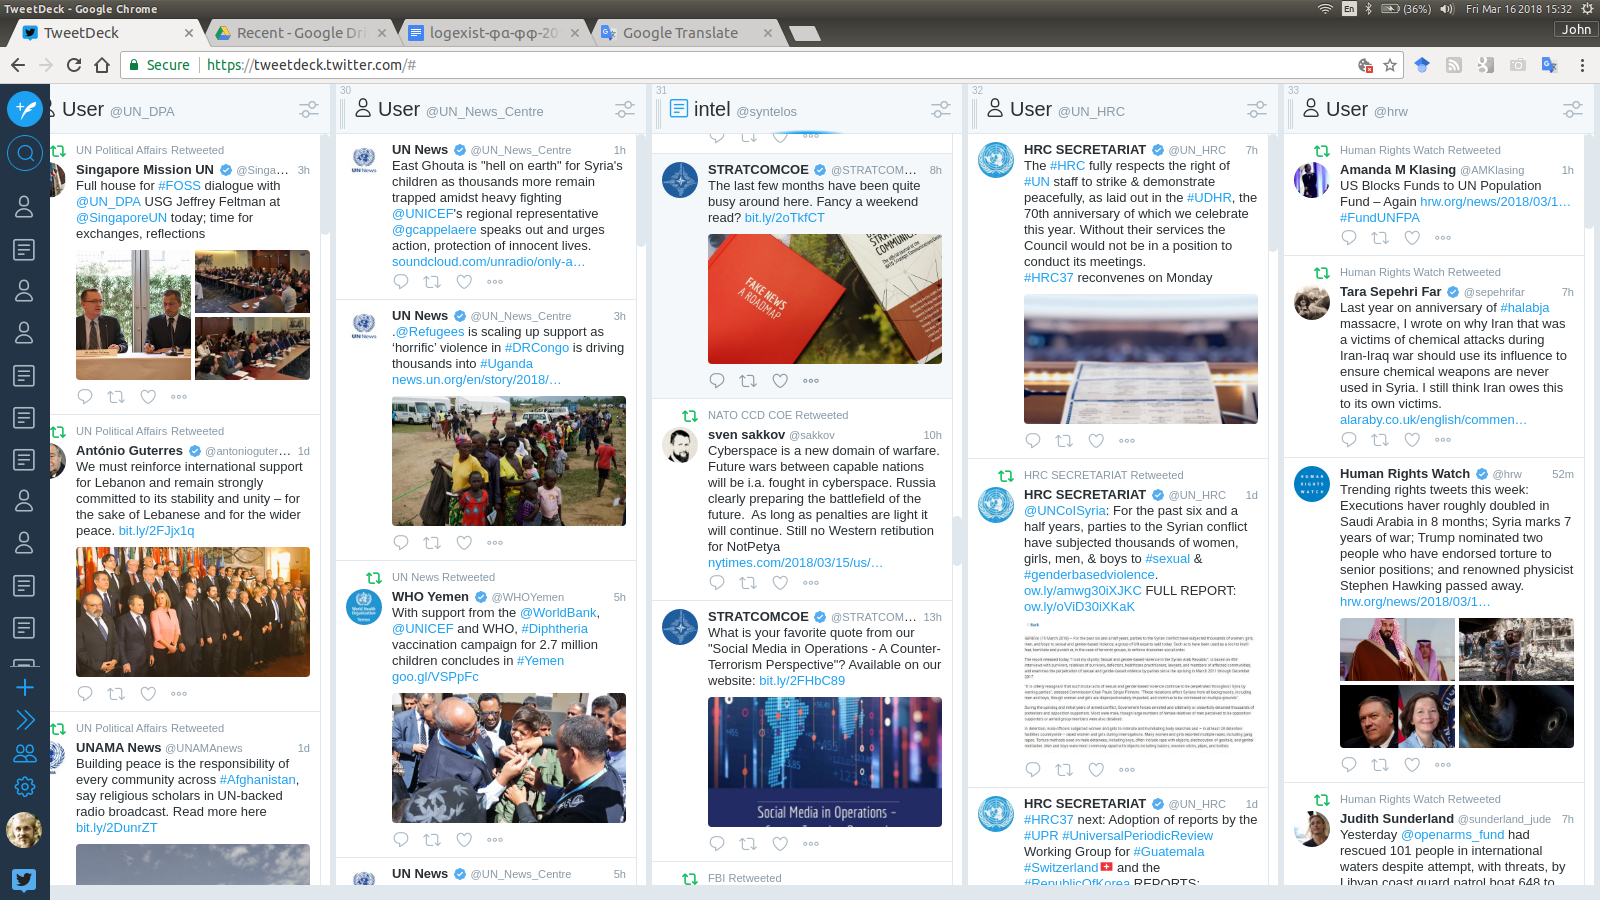 TweetDeck - Google Chrome
En
(36%)
Fri Mar 16 2018 15:32
TweetDeck
Recent - Google Dri
logexist-φα-φφ-20
Google Translate
John
Secure
https://tweetdeck.twitter.com/#
User @UN_DPA
UN Political Affairs Retweeted
Singapore Mission UN @Singa... 3h
Full house for #FOSS dialogue with
@UN_DPA USG Jeffrey Feltman at
@SingaporeUN today; time for
exchanges, reflections
UN Political Affairs Retweeted
António Guterres @antonioguter... 1d
We must reinforce international support
for Lebanon and remain strongly
committed to its stability and unity – for
the sake of Lebanese and for the wider
peace. bit.ly/2FJjx1q
UN Political Affairs Retweeted
UNAMA News @UNAMAnews 1d
Building peace is the responsibility of
every community across #Afghanistan,
say religious scholars in UN-backed
radio broadcast. Read more here
bit.ly/2DunrZT
30
User @UN_News_Centre
UN News @UN_News_Centre 1h
East Ghouta is "hell on earth" for Syria's
children as thousands more remain
trapped amidst heavy fighting
@UNICEF's regional representative
@gcappelaere speaks out and urges
action, protection of innocent lives.
soundcloud.com/unradio/only-a…
UN News @UN_News_Centre 3h
.@Refugees is scaling up support as
‘horrific’ violence in #DRCongo is driving
thousands into #Uganda
news.un.org/en/story/2018/…
UN News Retweeted
WHO Yemen @WHOYemen 5h
With support from the @WorldBank,
@UNICEF and WHO, #Diphtheria
vaccination campaign for 2.7 million
children concludes in #Yemen
goo.gl/VSPpFc
UN News @UN_News_Centre 5h
31
intel @syntelos
STRATCOMCOE @STRATCOM... 8h
The last few months have been quite
busy around here. Fancy a weekend
read? bit.ly/2oTkfCT
FAKE NEWS
A ROADMAP
NATO CCD COE Retweeted
sven sakkov @sakkov 10h
Cyberspace is a new domain of warfare.
Future wars between capable nations
will be i.a. fought in cyberspace. Russia
clearly preparing the battlefield of the
future. As long as penalties are light it
will continue. Still no Western retibution
for NotPetya
nytimes.com/2018/03/15/us/…
STRATCOMCOE @STRATCOM... 13h
What is your favorite quote from our
"Social Media in Operations - A Counter-
Terrorism Perspective"? Available on our
website: bit.ly/2FHbC89
Social Media in Operations –
FBI Retweeted
32
User @UN_HRC
HRC SECRETARIAT @UN_HRC 7h
The #HRC fully respects the right of
#UN staff to strike & demonstrate
peacefully, as laid out in the #UDHR, the
70th anniversary of which we celebrate
this year. Without their services the
Council would not be in a position to
conduct its meetings.
#HRC37 reconvenes on Monday
HRC SECRETARIAT Retweeted
HRC SECRETARIAT @UN_HRC 1d
@UNCoISyria: For the past six and a
half years, parties to the Syrian conflict
have subjected thousands of women,
girls, men, & boys to #sexual &
#genderbasedviolence.
ow.ly/amwg30iXJKC FULL REPORT:
ow.ly/oViD30iXKaK
HRC SECRETARIAT @UN_HRC 1d
#HRC37 next: Adoption of reports by the
#UPR #UniversalPeriodicReview
Working Group for #Guatemala
#Switzerland🇨🇭 and the
#RepublicOfKorea REPORTS:
33
User @hrw
Human Rights Watch Retweeted
Amanda M Klasing @AMKlasing 1h
US Blocks Funds to UN Population
Fund – Again hrw.org/news/2018/03/1…
#FundUNFPA
Human Rights Watch Retweeted
Tara Sepehri Far @sepehrifar 7h
Last year on anniversary of #halabja
massacre, I wrote on why Iran that was
a victims of chemical attacks during
Iran-Iraq war should use its influence to
ensure chemical weapons are never
used in Syria. I still think Iran owes this
to its own victims.
alaraby.co.uk/english/commen…
Human Rights Watch @hrw 52m
Trending rights tweets this week:
Executions haver roughly doubled in
Saudi Arabia in 8 months; Syria marks 7
years of war; Trump nominated two
people who have endorsed torture to
senior positions; and renowned physicist
Stephen Hawking passed away.
hrw.org/news/2018/03/1…
Human Rights Watch Retweeted
Judith Sunderland @sunderland_jude 7h
Yesterday @openarms_fund had
rescued 101 people in international
waters despite attempt, with threats, by
Libyan coast guard patrol boat 648 to